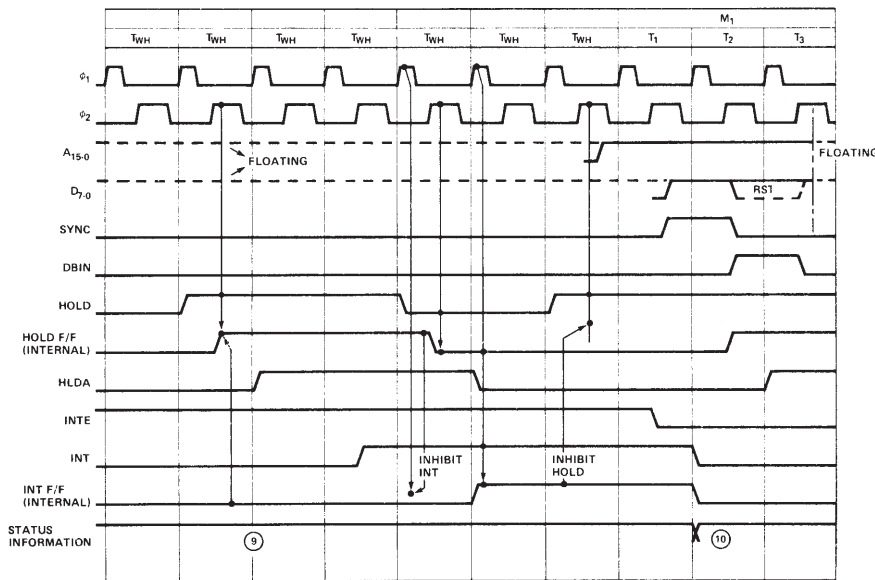 M₁
TWH TWH TWH TWH TWH TWH TWH T₁ T₂ T₃
φ₁
φ₂
A₁₅₋₀ FLOATING FLOATING
D₇₋₀ RST
SYNC
DBIN
HOLD
HOLD F/F
(INTERNAL)
HLDA
INTE
INT INHIBIT INT INHIBIT HOLD
INT F/F
(INTERNAL)
STATUS
INFORMATION 9 10